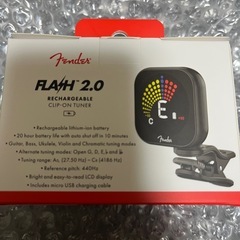 Fender
FLASH 2.0
RECHARGEABLE
CLIP-ON TUNER
• Rechargeable lithium-ion battery
• 20 hour battery life with auto shut off in 10 minutes
• Guitar, Bass, Ukulele, Violin and Chromatic tuning modes
• Alternate tuning modes: Open G, D, E, and
• Tuning range: A₀ (27.50 Hz) – C₈ (4186 Hz)
• Reference pitch: 440Hz
• Bright and easy-to-read LCD display
• Includes micro USB charging cable
C
E
Fender